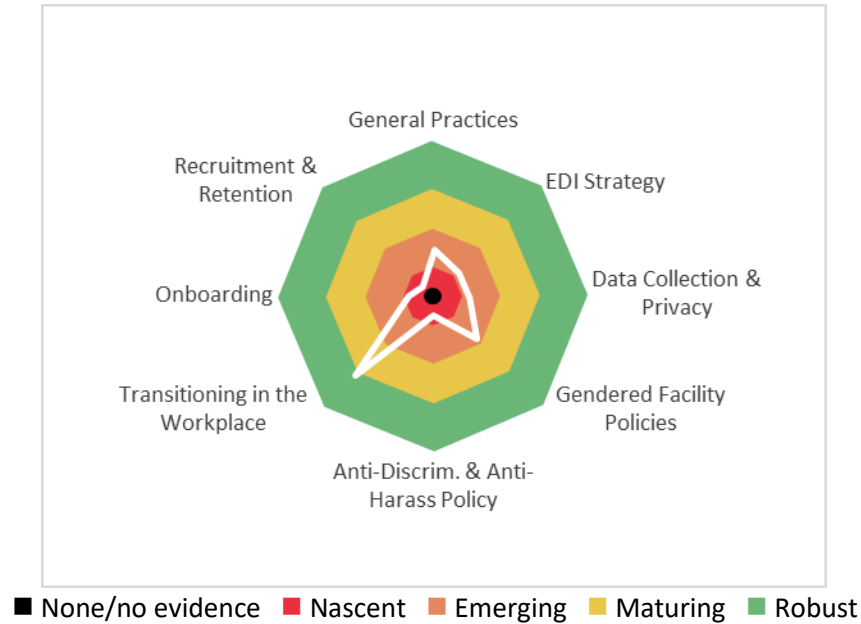 General Practices
Recruitment &
Retention
EDI Strategy
Onboarding
Data Collection &
Privacy
Transitioning in the
Workplace
Gendered Facility
Policies
Anti-Discrim. & Anti-
Harass Policy
None/no evidence Nascent Emerging Maturing Robust